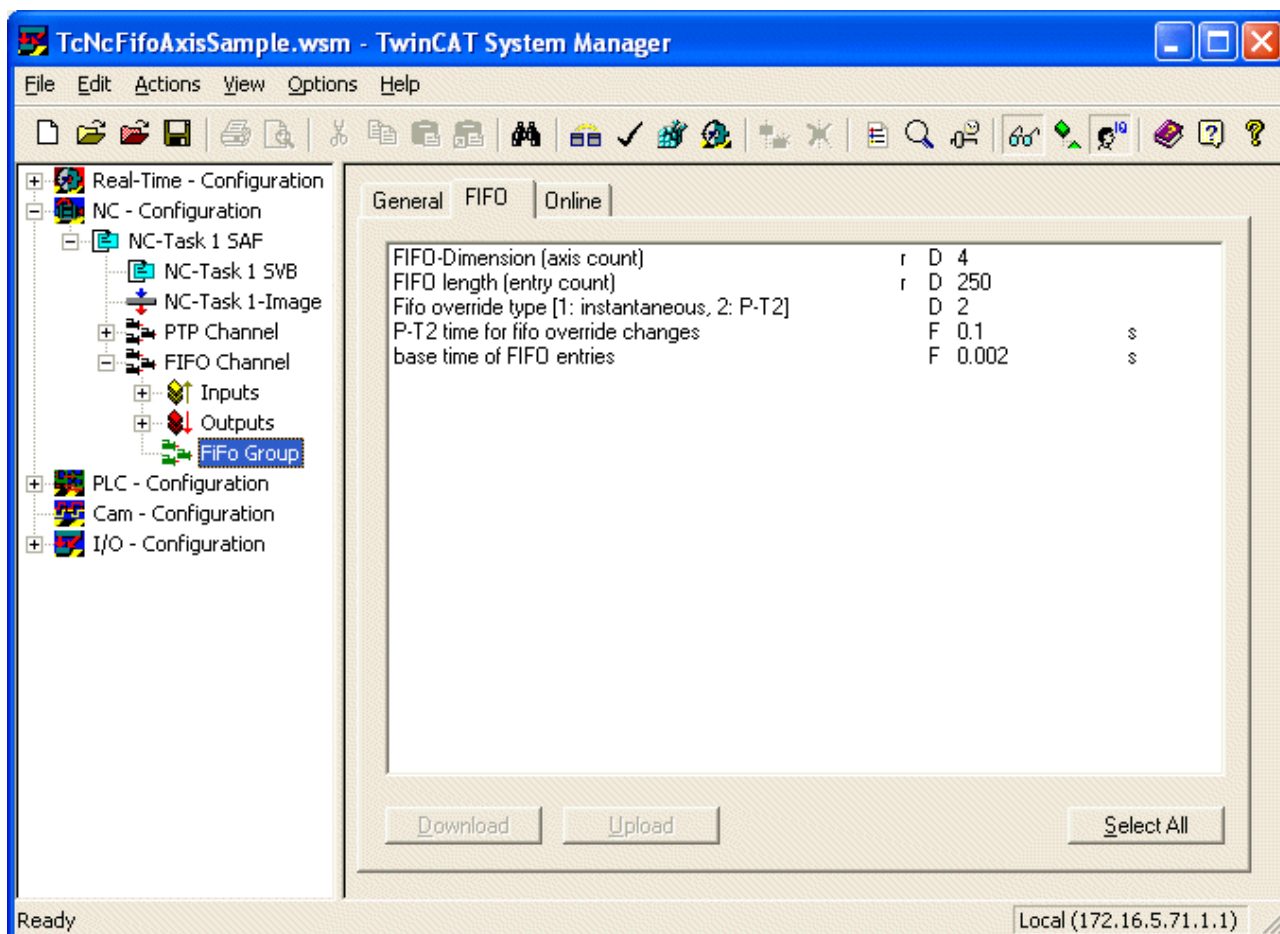 TcNcFifoAxisSample.wsm - TwinCAT System Manager
File Edit Actions View Options Help
Real-Time - Configuration
NC - Configuration
NC-Task 1 SAF
NC-Task 1 SVB
NC-Task 1-Image
PTP Channel
FIFO Channel
Inputs
Outputs
FiFo Group
PLC - Configuration
Cam - Configuration
I/O - Configuration
General FIFO Online
FIFO-Dimension (axis count) r D 4
FIFO length (entry count) r D 250
Fifo override type [1: instantaneous, 2: P-T2] D 2
P-T2 time for fifo override changes F 0.1 s
base time of FIFO entries F 0.002 s
Download Upload Select All
Ready Local (172.16.5.71.1.1)